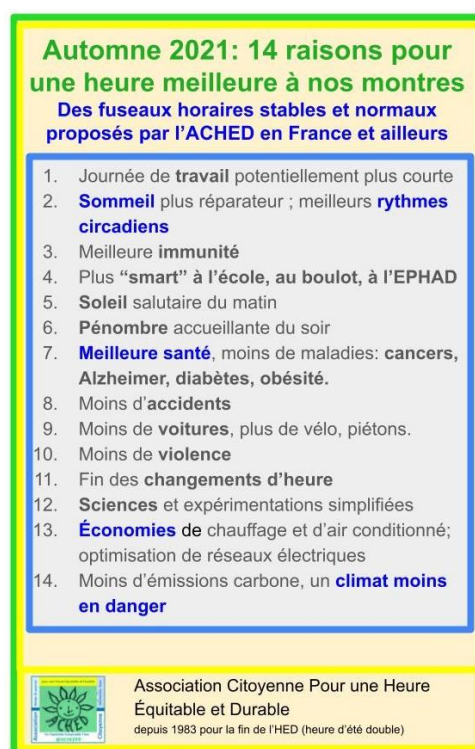 Automne 2021: 14 raisons pour
une heure meilleure à nos montres
Des fuseaux horaires stables et normaux
proposés par l'ACHED en France et ailleurs
1. Journée de travail potentiellement plus courte
2. Sommeil plus réparateur ; meilleurs rythmes
circadiens
3. Meilleure immunité
4. Plus “smart” à l'école, au boulot, à l'EPHAD
5. Soleil salutaire du matin
6. Pénombre accueillante du soir
7. Meilleure santé, moins de maladies: cancers,
Alzheimer, diabètes, obésité.
8. Moins d'accidents
9. Moins de voitures, plus de vélo, piétons.
10. Moins de violence
11. Fin des changements d'heure
12. Sciences et expérimentations simplifiées
13. Économies de chauffage et d'air conditionné;
optimisation de réseaux électriques
14. Moins d'émissions carbone, un climat moins
en danger
ACHED
Association Citoyenne Pour une Heure
Équitable et Durable
depuis 1983 pour la fin de l'HED (heure d'été double)